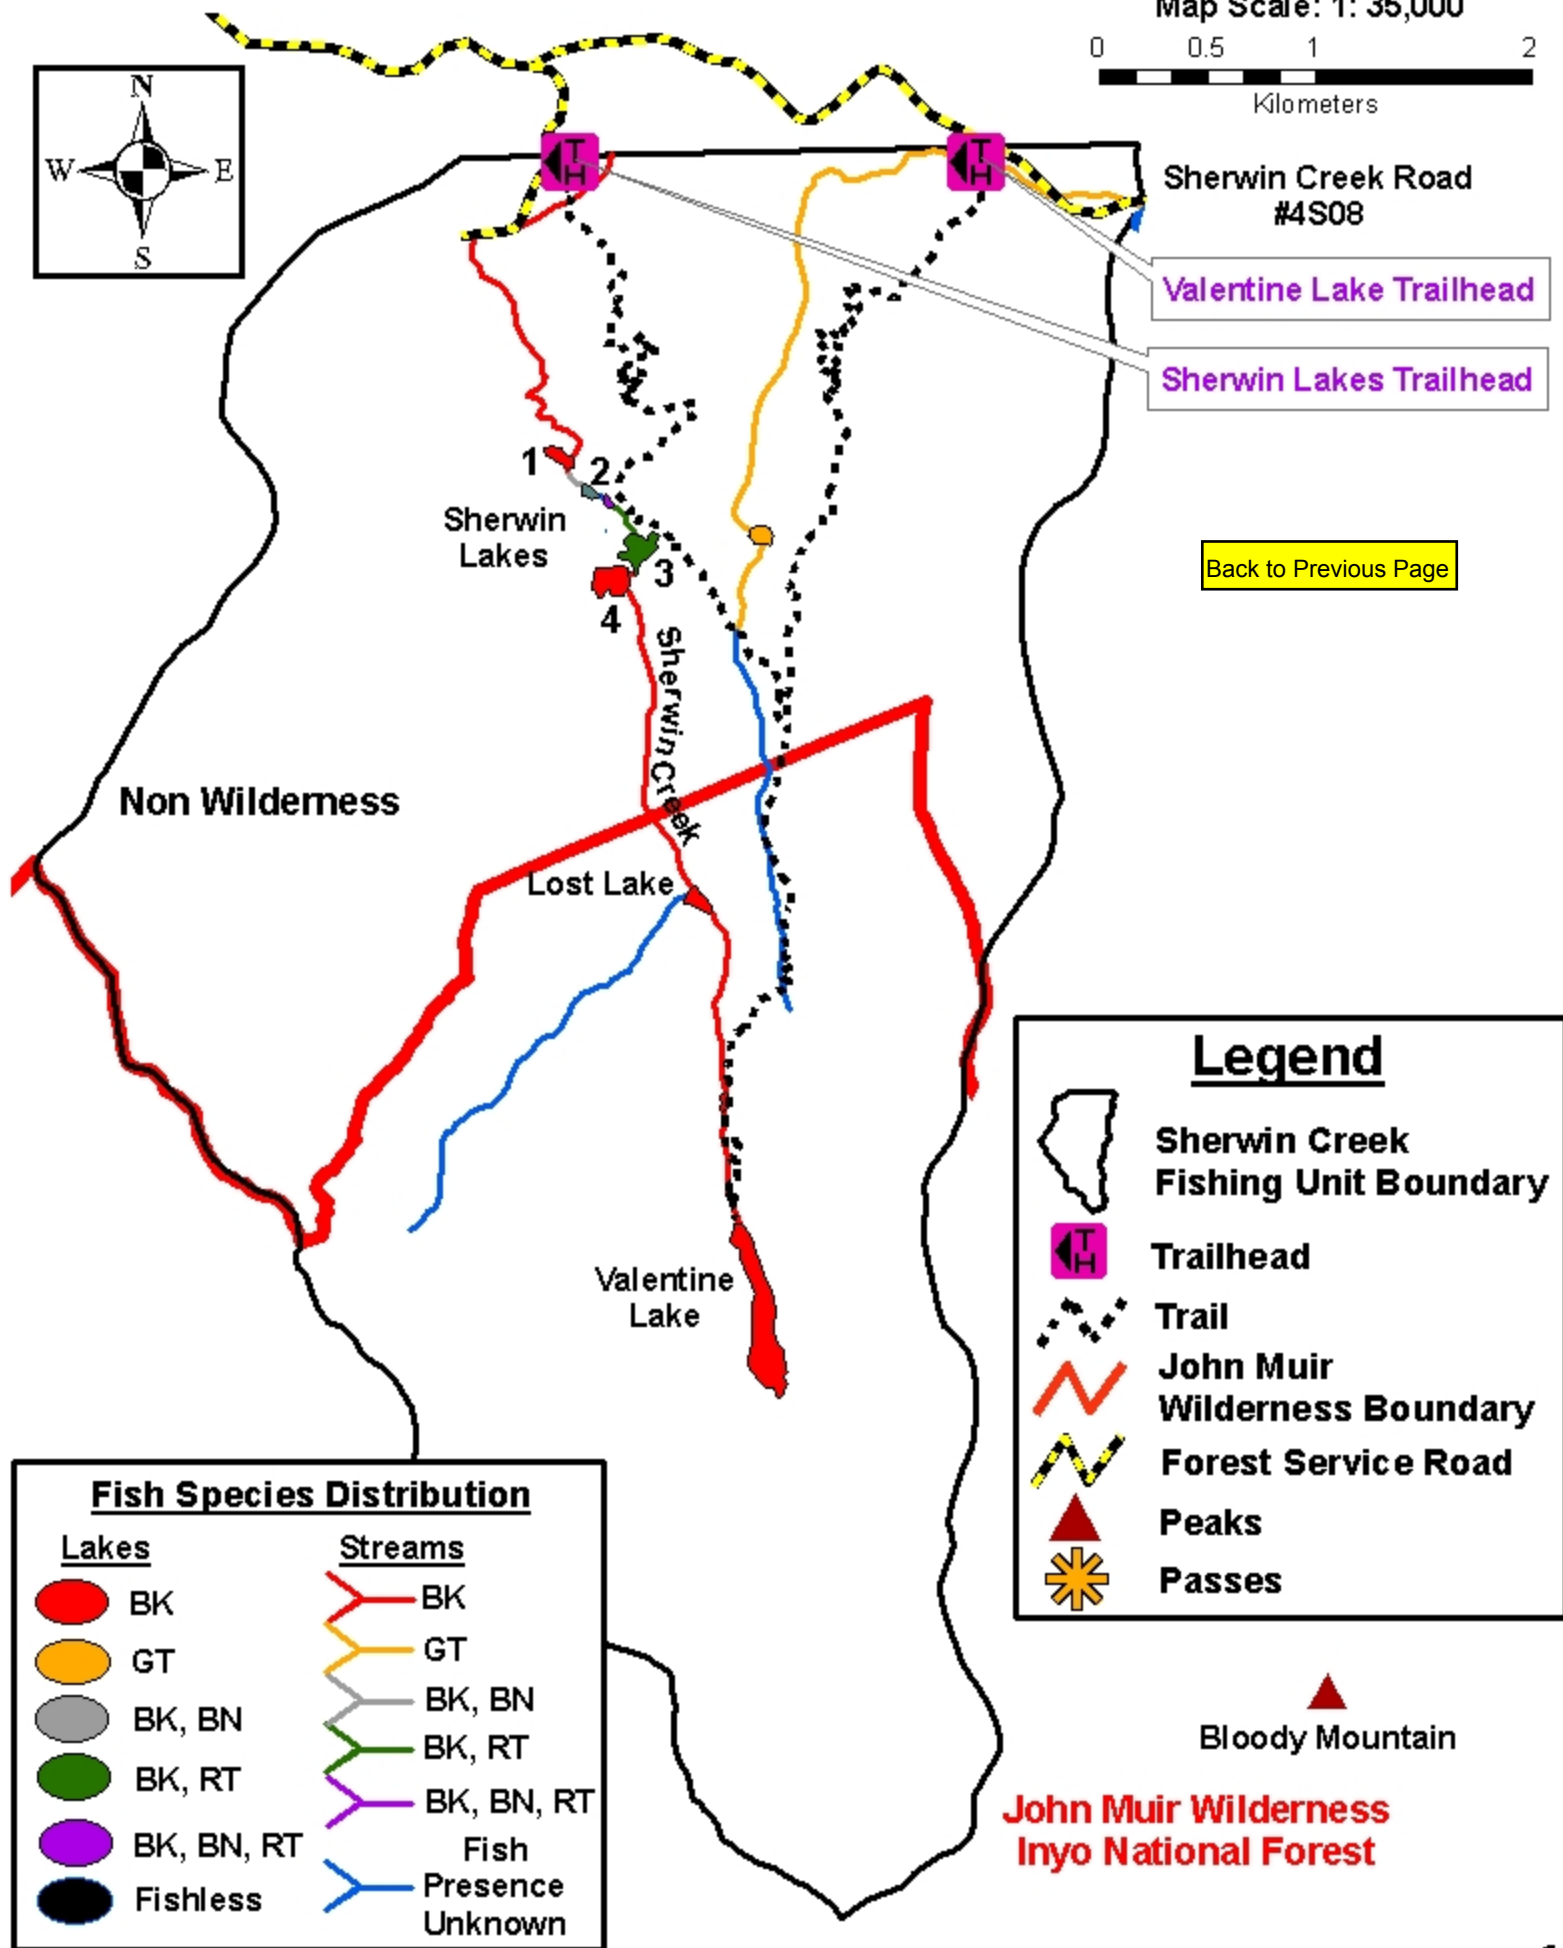 Map Scale: 1: 35,000
0 0.5 1 2
Kilometers
N
W E
S
T
H
T
H
Sherwin Creek Road
#4S08
Valentine Lake Trailhead
Sherwin Lakes Trailhead
1
2
Sherwin
Lakes
3
4
Back to Previous Page
Sherwin Creek
Non Wilderness
Lost Lake
Valentine
Lake
Legend
Sherwin Creek
Fishing Unit Boundary
T
H
Trailhead
Trail
John Muir
Wilderness Boundary
Forest Service Road
Peaks
Passes
Fish Species Distribution
Lakes
BK
GT
BK, BN
BK, RT
BK, BN, RT
Fishless
Streams
BK
GT
BK, BN
BK, RT
BK, BN, RT
Fish
Presence
Unknown
Bloody Mountain
John Muir Wilderness
Inyo National Forest